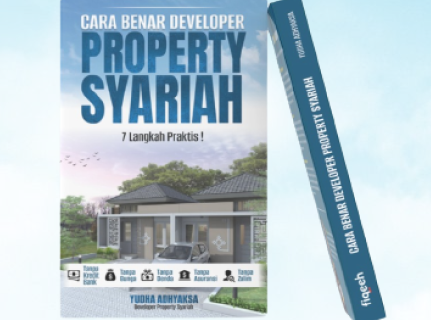 CARA BENAR DEVELOPER
PROPERTY
SYARIAH
7 Langkah Praktis !
Tanpa Kredit Bank
Tanpa Bunga
Tanpa Denda
Tanpa Asuransi
Tanpa Zalim
YUDHA ADHYAKSA
Developer Property Syariah
YUDHA ADHYAKSA
CARA BENAR DEVELOPER PROPERTY SYARIAH
fiqeeh